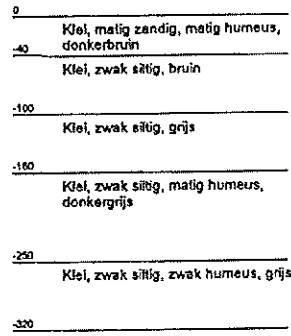 0
Klei, matig zandig, matig humeus,
donkerbruin
-40
Klei, zwak siltig, bruin
-100
Klei, zwak siltig, grijs
-160
Klei, zwak siltig, matig humeus,
donkergrijs
-250
Klei, zwak siltig, zwak humeus, grijs
-320